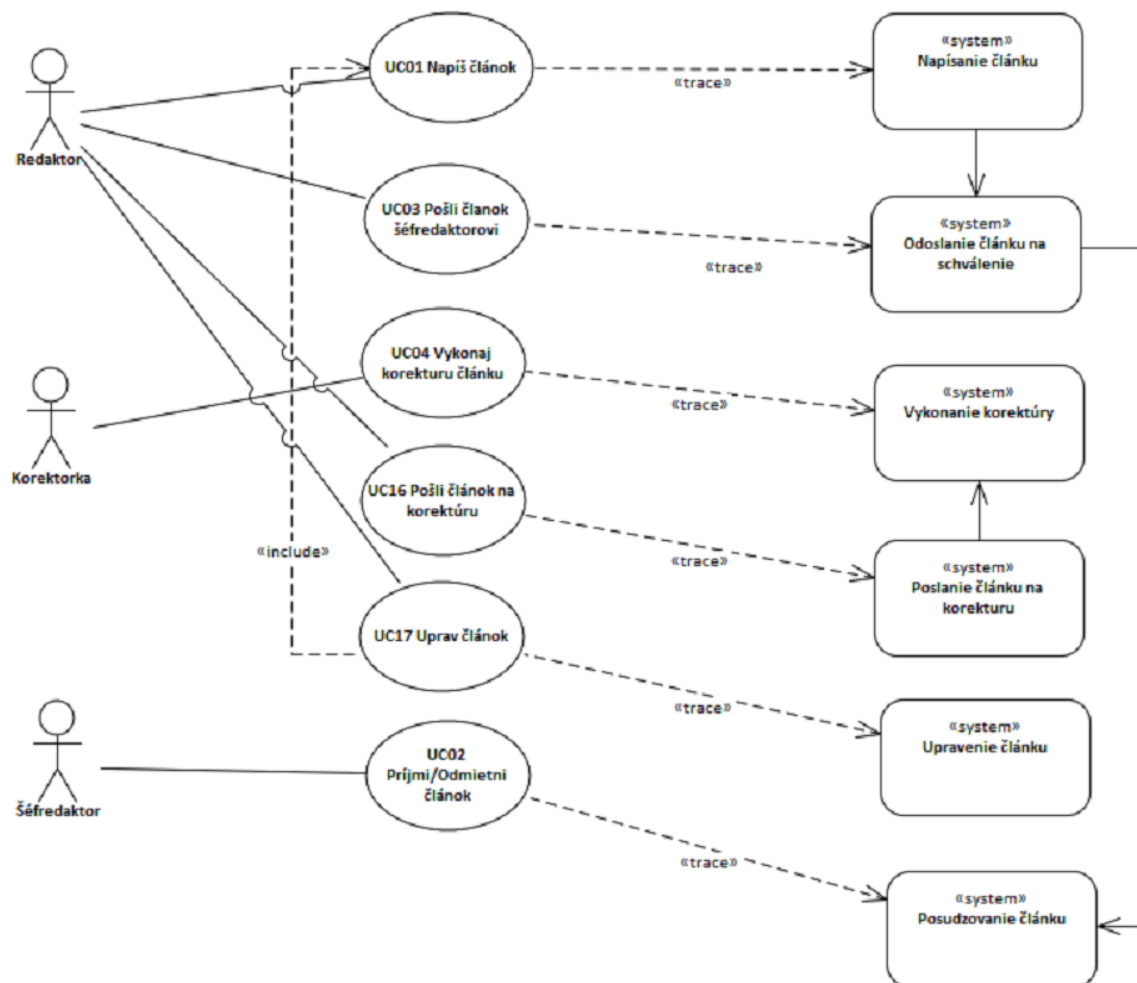 «system»
Napísanie článku
UC01 Napíš článok
«trace»
Redaktor
UC03 Pošli članok
šéfredaktorovi
«system»
Odoslanie článku na
schválenie
«trace»
UC04 Vykonaj
korekturu článku
«system»
Vykonanie korektúry
«trace»
Korektorka
UC16 Pošli článok na
korektúru
«include»
«trace»
«system»
Poslanie článku na
korekturu
UC17 Uprav článok
«trace»
«system»
Upravenie článku
UC02
Príjmi/Odmietni
článok
Šéfredaktor
«trace»
«system»
Posudzovanie článku